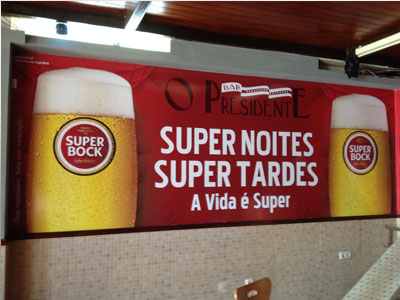 BAR
O PRESIDENTE
SUPER NOITES
SUPER TARDES
A Vida é Super
SUPER
BOCK
SUPER
BOCK